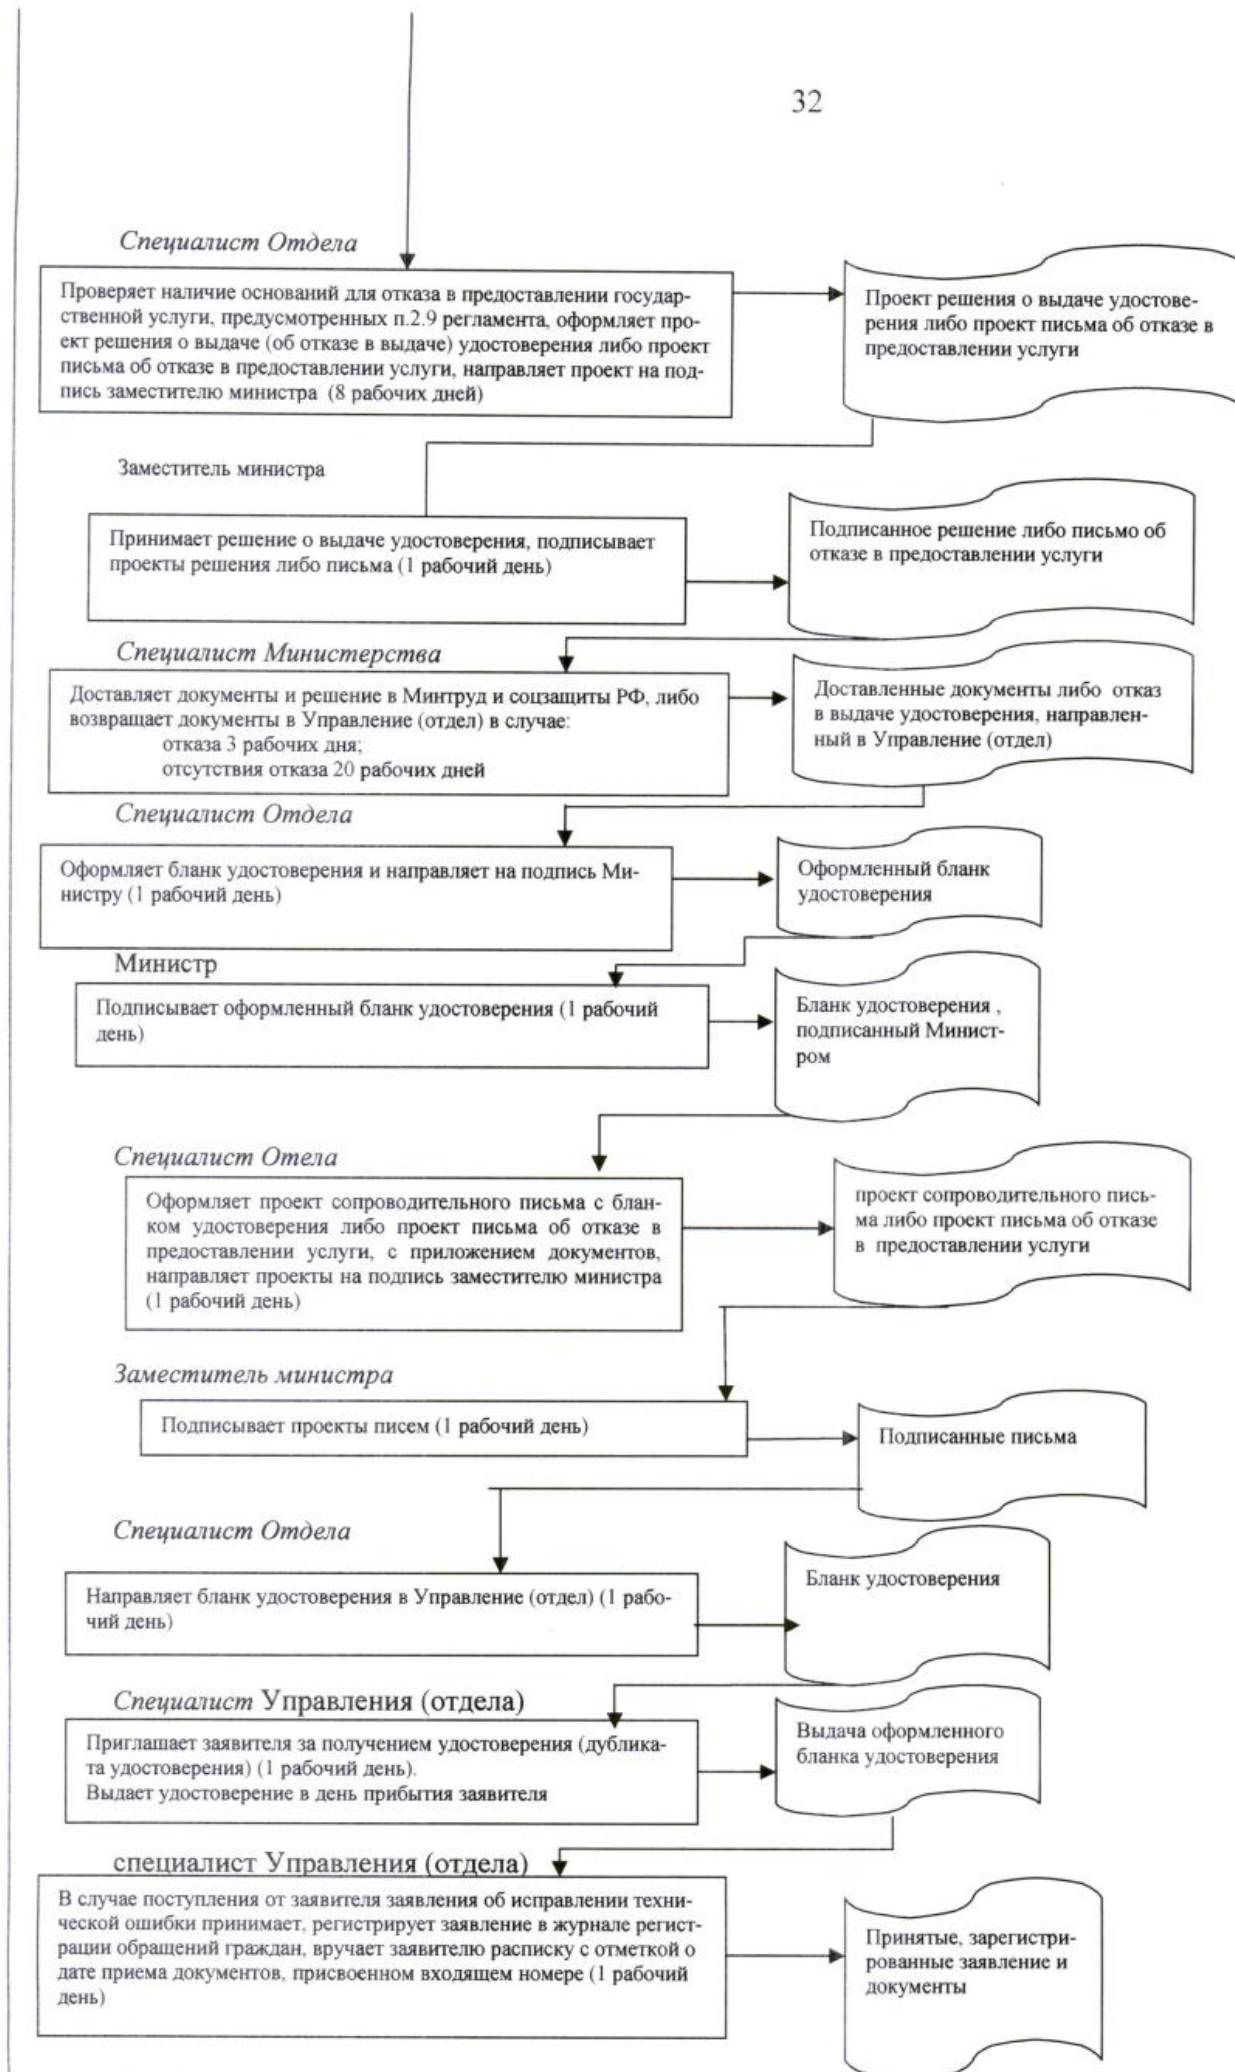 32
Специалист Отдела
Проверяет наличие оснований для отказа в предоставлении государ-
ственной услуги, предусмотренных п.2.9 регламента, оформляет про-
ект решения о выдаче (об отказе в выдаче) удостоверения либо проект
письма об отказе в предоставлении услуги, направляет проект на под-
пись заместителю министра (8 рабочих дней)
Проект решения о выдаче удостове-
рения либо проект письма об отказе в
предоставлении услуги
Заместитель министра
Принимает решение о выдаче удостоверения, подписывает
проекты решения либо письма (1 рабочий день)
Подписанное решение либо письмо об
отказе в предоставлении услуги
Специалист Министерства
Доставляет документы и решение в Минтруд и соцзащиты РФ, либо
возвращает документы в Управление (отдел) в случае:
отказа 3 рабочих дня;
отсутствия отказа 20 рабочих дней
Доставленные документы либо отказ
в выдаче удостоверения, направлен-
ный в Управление (отдел)
Специалист Отдела
Оформляет бланк удостоверения и направляет на подпись Ми-
нистру (1 рабочий день)
Оформленный бланк
удостоверения
Министр
Подписывает оформленный бланк удостоверения (1 рабочий
день)
Бланк удостоверения ,
подписанный Минист-
ром
Специалист Отела
Оформляет проект сопроводительного письма с блан-
ком удостоверения либо проект письма об отказе в
предоставлении услуги, с приложением документов,
направляет проекты на подпись заместителю министра
(1 рабочий день)
проект сопроводительного пись-
ма либо проект письма об отказе
в предоставлении услуги
Заместитель министра
Подписывает проекты писем (1 рабочий день)
Подписанные письма
Специалист Отдела
Направляет бланк удостоверения в Управление (отдел) (1 рабо-
чий день)
Бланк удостоверения
Специалист Управления (отдела)
Приглашает заявителя за получением удостоверения (дублика-
та удостоверения) (1 рабочий день).
Выдает удостоверение в день прибытия заявителя
Выдача оформленного
бланка удостоверения
специалист Управления (отдела)
В случае поступления от заявителя заявления об исправлении техни-
ческой ошибки принимает, регистрирует заявление в журнале регист-
рации обращений граждан, вручает заявителю расписку с отметкой о
дате приема документов, присвоенном входящем номере (1 рабочий
день)
Принятые, зарегистри-
рованные заявление и
документы